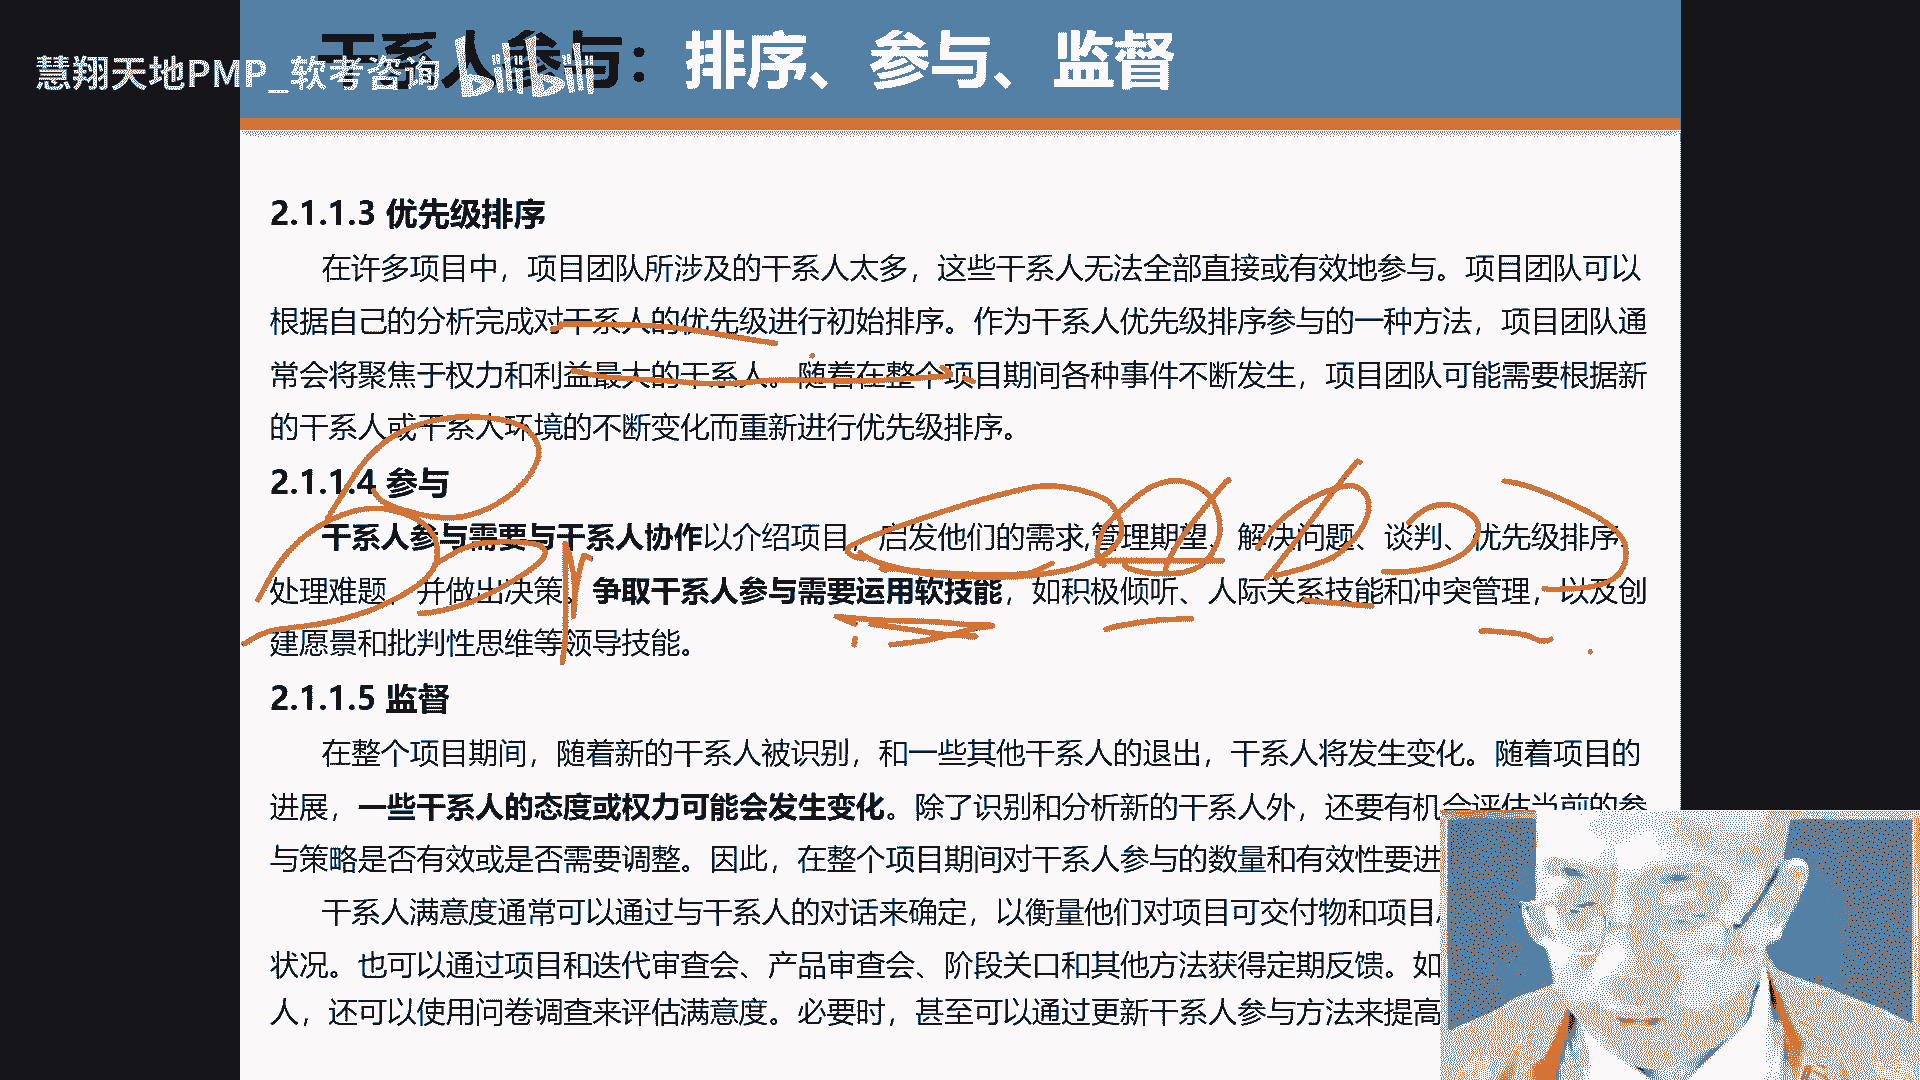 干系人参与：排序、参与、监督
慧翔天地PMP_软考咨询 bilibili
2.1.1.3 优先级排序
在许多项目中，项目团队所涉及的干系人太多，这些干系人无法全部直接或有效地参与。项目团队可以
根据自己的分析完成对干系人的优先级进行初始排序。作为干系人优先级排序参与的一种方法，项目团队通
常会将聚焦于权力和利益最大的干系人。随着在整个项目期间各种事件不断发生，项目团队可能需要根据新
的干系人或干系人环境的不断变化而重新进行优先级排序。
2.1.1.4 参与
干系人参与需要与干系人协作以介绍项目，启发他们的需求,管理期望、解决问题、谈判、优先级排序、
处理难题，并做出决策。争取干系人参与需要运用软技能，如积极倾听、人际关系技能和冲突管理，以及创
建愿景和批判性思维等领导技能。
2.1.1.5 监督
在整个项目期间，随着新的干系人被识别，和一些其他干系人的退出，干系人将发生变化。随着项目的
进展，一些干系人的态度或权力可能会发生变化。除了识别和分析新的干系人外，还要有机会评估当前的参
与策略是否有效或是否需要调整。因此，在整个项目期间对干系人参与的数量和有效性要进
干系人满意度通常可以通过与干系人的对话来确定，以衡量他们对项目可交付物和项目
状况。也可以通过项目和迭代审查会、产品审查会、阶段关口和其他方法获得定期反馈。如
人，还可以使用问卷调查来评估满意度。必要时，甚至可以通过更新干系人参与方法来提高